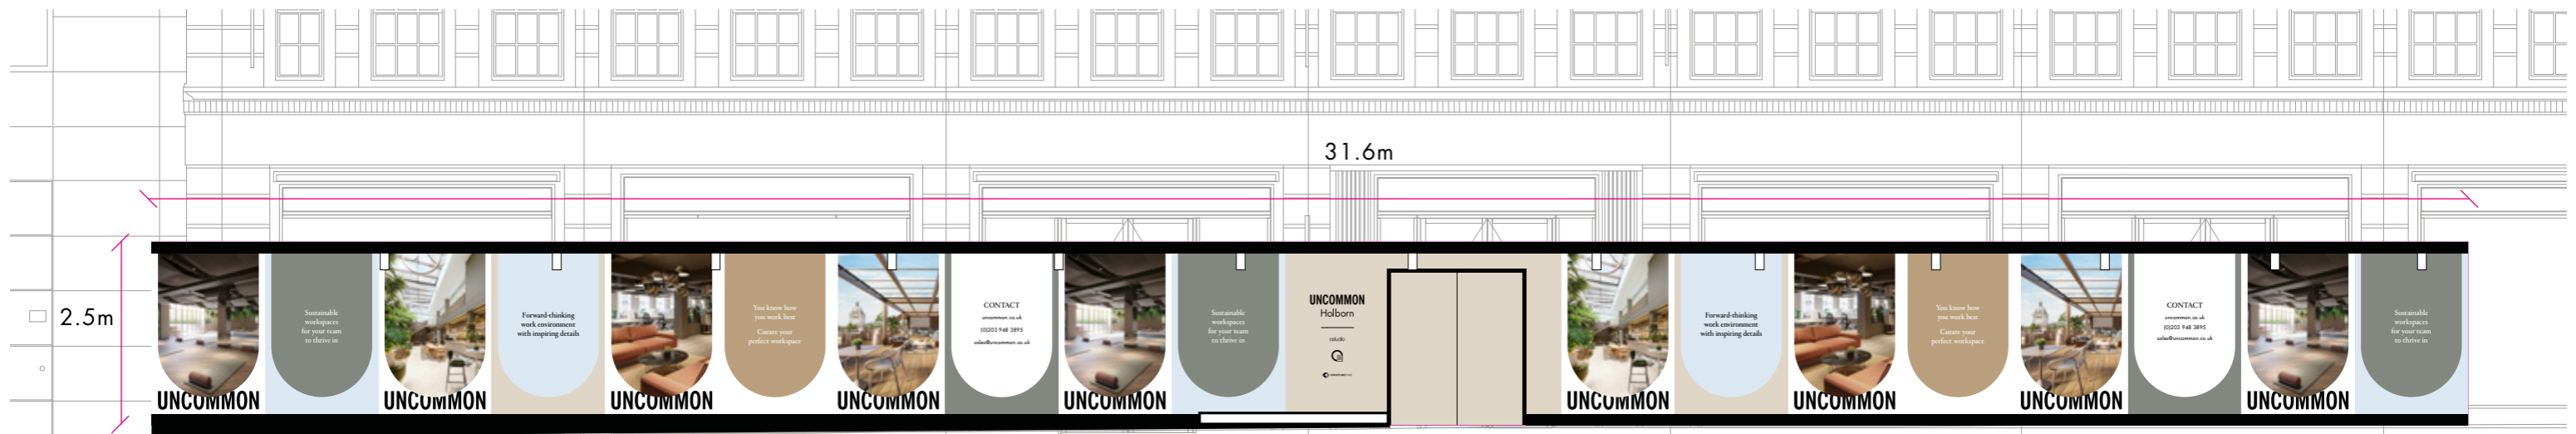 31.6m
2.5m
UNCOMMON
Sustainable
workspaces
for your team
to thrive in
UNCOMMON
Forward-thinking
work environment
with inspiring details
UNCOMMON
You know how
you work best
Curate your
perfect workspace
UNCOMMON
CONTACT
uncommon.co.uk
(0)203 948 3895
sales@uncommon.co.uk
UNCOMMON
Sustainable
workspaces
for your team
to thrive in
UNCOMMON
Holborn
UNCOMMON
Forward-thinking
work environment
with inspiring details
UNCOMMON
You know how
you work best
Curate your
perfect workspace
UNCOMMON
CONTACT
uncommon.co.uk
(0)203 948 3895
sales@uncommon.co.uk
UNCOMMON
Sustainable
workspaces
for your team
to thrive in